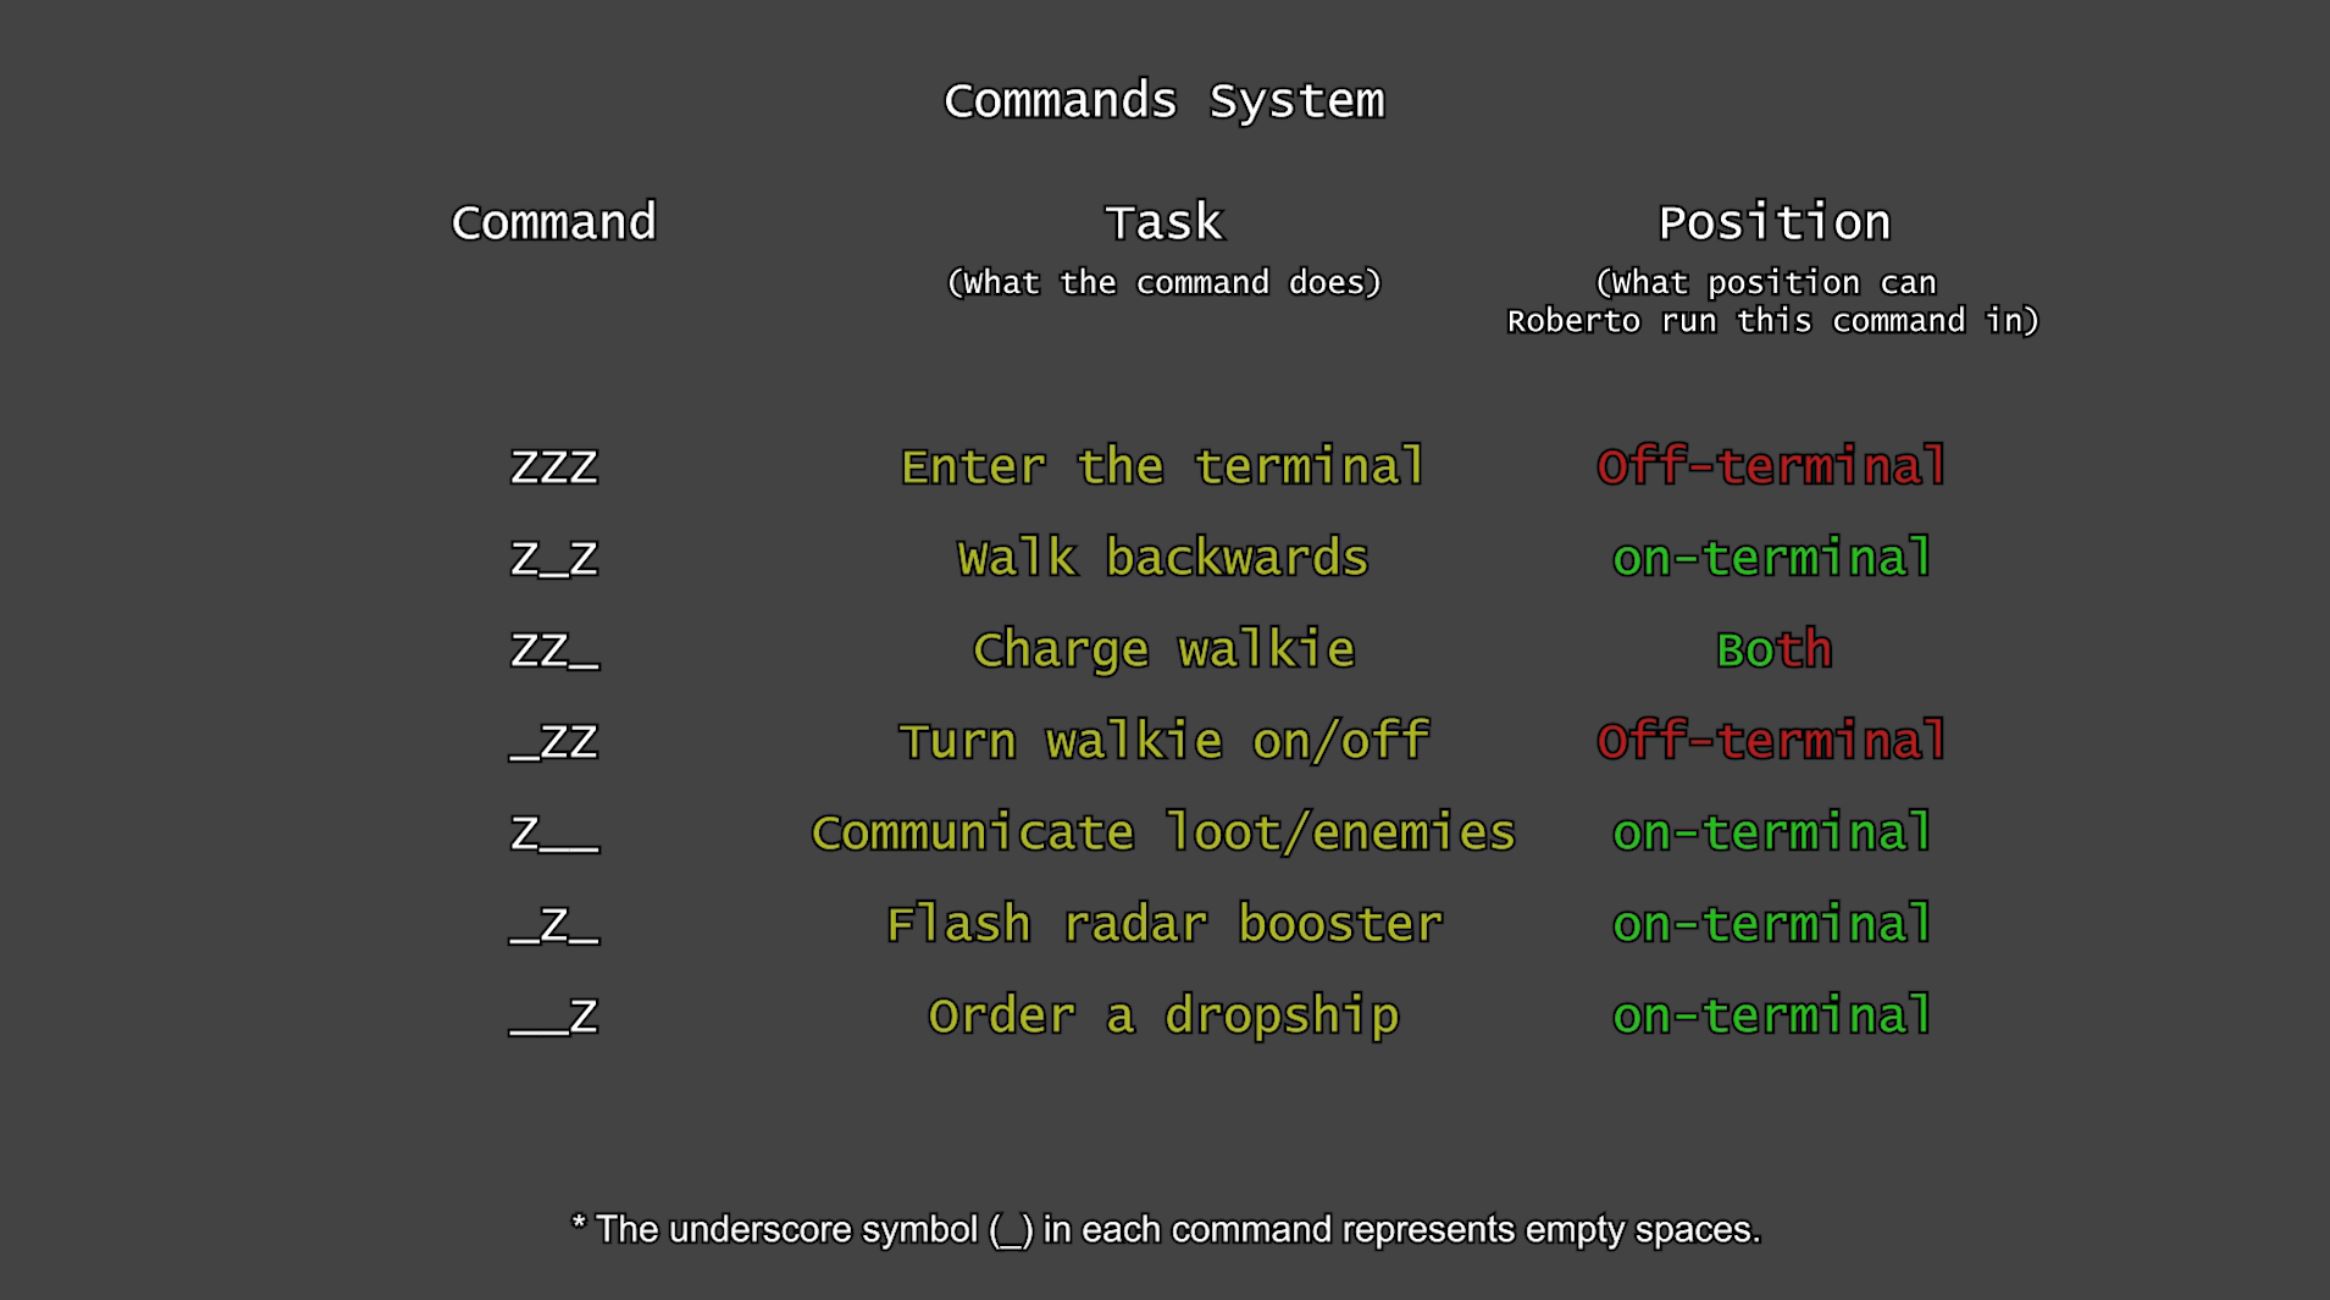 Commands System
Command Task Position
(What the command does) (What position can
Roberto run this command in)
ZZZ Enter the terminal Off-terminal
Z_Z Walk backwards on-terminal
ZZ_ Charge walkie Both
_ZZ Turn walkie on/off Off-terminal
Z__ Communicate loot/enemies on-terminal
_Z_ Flash radar booster on-terminal
__Z Order a dropship on-terminal
* The underscore symbol (_) in each command represents empty spaces.